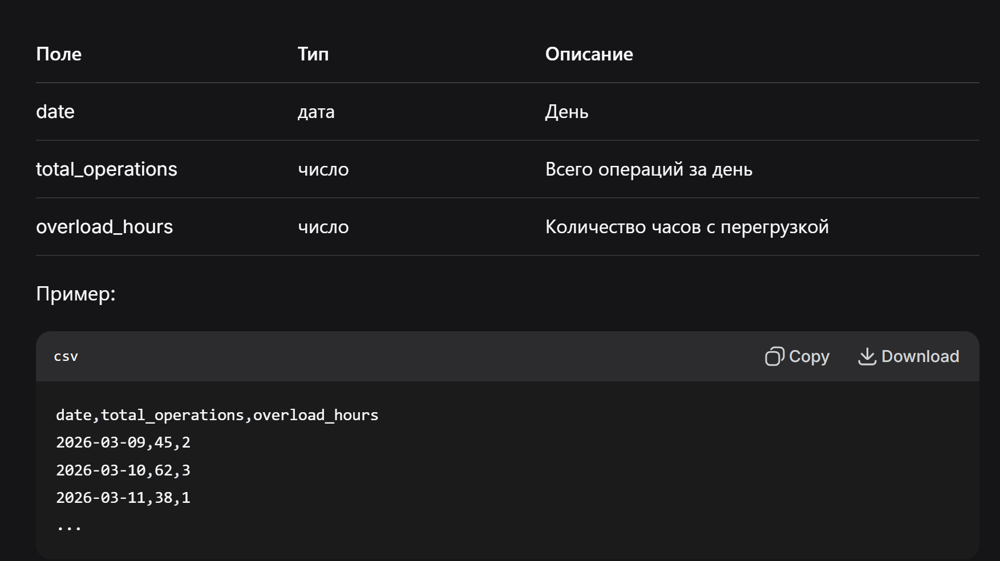 Поле Тип Описание
date дата День
total_operations число Всего операций за день
overload_hours число Количество часов с перегрузкой
Пример:
csv Copy Download
date,total_operations,overload_hours
2026-03-09,45,2
2026-03-10,62,3
2026-03-11,38,1
...